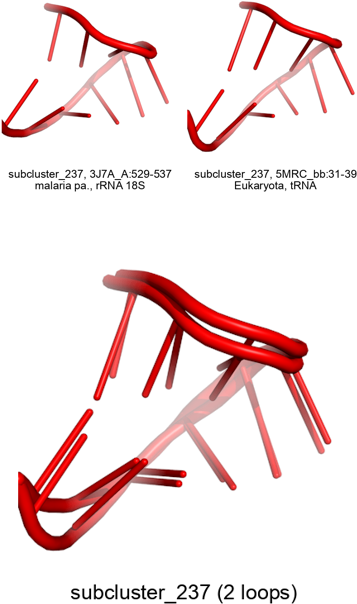 subcluster_237, 3J7A_A:529-537
malaria pa., rRNA 18S
subcluster_237, 5MRC_bb:31-39
Eukaryota, tRNA
subcluster_237 (2 loops)